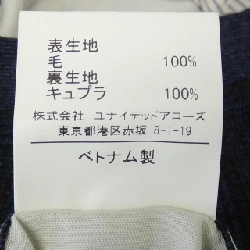 表生地
毛 100%
裏生地
キュプラ 100%
株式会社 ユナイテッドアローズ
東京都港区赤坂 8-1-19
ベトナム製